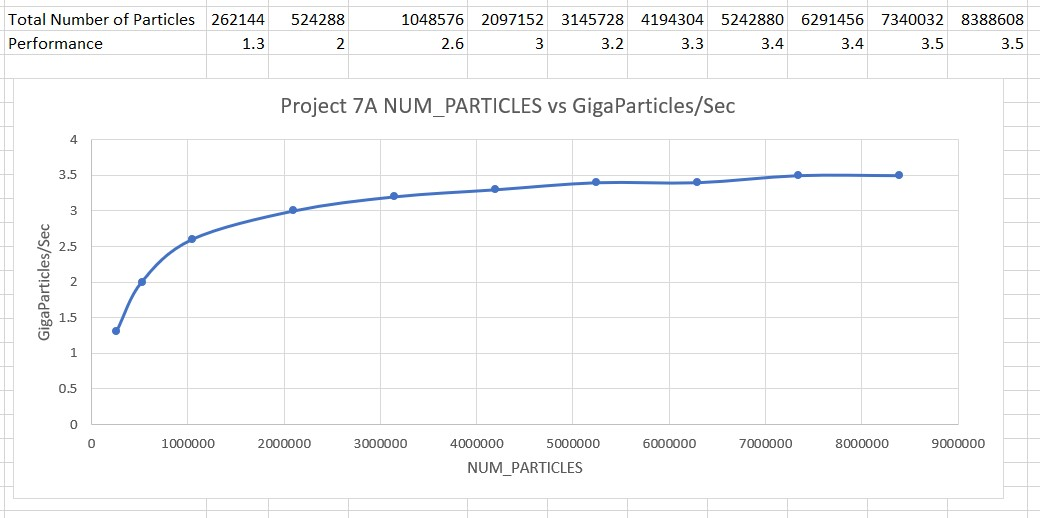 Total Number of Particles 262144 524288 1048576 2097152 3145728 4194304 5242880 6291456 7340032 8388608
Performance 1.3 2 2.6 3 3.2 3.3 3.4 3.4 3.5 3.5
Project 7A NUM_PARTICLES vs GigaParticles/Sec
GigaParticles/Sec
4
3.5
3
2.5
2
1.5
1
0.5
0
0 1000000 2000000 3000000 4000000 5000000 6000000 7000000 8000000 9000000
NUM_PARTICLES